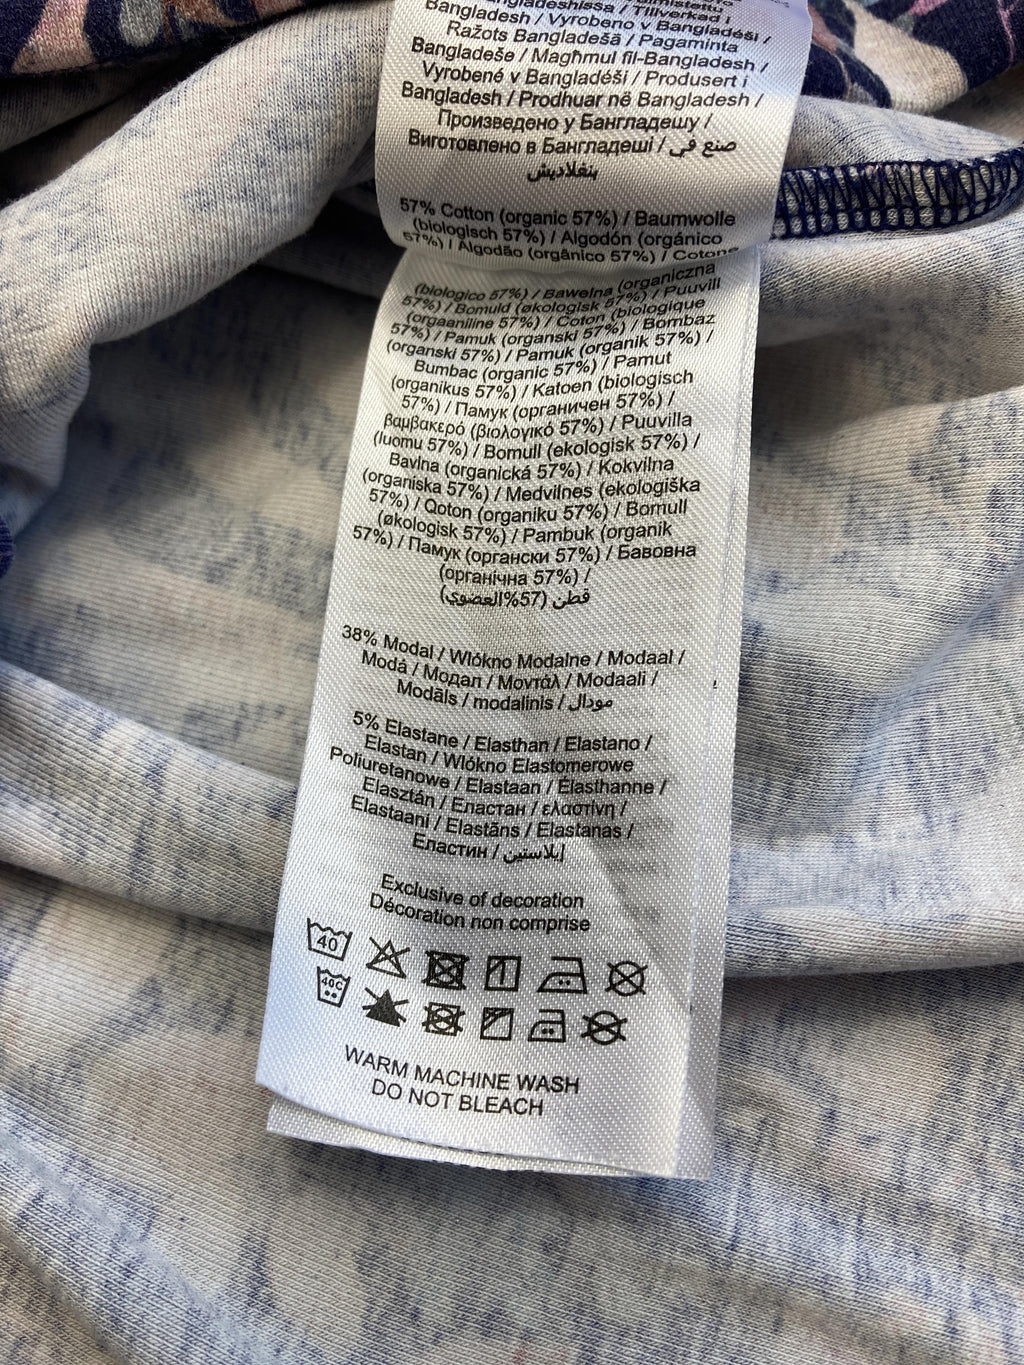 Bangladeshissa / Tilverkad i
Bangladesh / Vyrobeno v Bangladéši /
Ražots Bangladešā / Pagaminta
Bangladeše / Magħmul fil-Bangladesh /
Vyrobené v Bangladéši / Produsert i
Bangladesh / Prodhuar në Bangladesh /
Произведено у Бангладешу /
Виготовлено в Бангладеші / صنع في
بنغلاديش
57% Cotton (organic 57%) / Baumwolle
(biologisch 57%) / Algodón (orgánico
57%) / Algodão (orgânico 57%) / Cotone
(biologico 57%) / Bawełna (organiczna
57%) / Bomuld (økologisk 57%) / Puuvill
(orgaaniline 57%) / Coton (biologique
57%) / Pamuk (organski 57%) / Bombaz
(organski 57%) / Pamuk (organik 57%) /
Bumbac (organic 57%) / Pamut
(organikus 57%) / Katoen (biologisch
57%) / Памук (органичен 57%) /
βαμβακερό (βιολογικό 57%) / Puuvilla
(luomu 57%) / Bomull (ekologisk 57%) /
Bavlna (organická 57%) / Kokvilna
(organiska 57%) / Medvilnės (ekologiška
57%) / Qoton (organiku 57%) / Bomull
(økologisk 57%) / Pambuk (organik
57%) / Памук (органски 57%) / Бавовна
(органічна 57%) /
قطن (57%العضوي)
38% Modal / Włókno Modalne / Modaal /
Modá / Модал / Μοντάλ / Modaali /
Modāls / modalinis / مودال
5% Elastane / Elasthan / Elastano /
Elastan / Włókno Elastomerowe
Poliuretanowe / Elastaan / Élasthanne /
Elasztán / Еластан / ελαστίνη /
Elastaani / Elastāns / Elastanas /
Еластин / إيلاستين
Exclusive of decoration
Décoration non comprise
40
40C
WARM MACHINE WASH
DO NOT BLEACH